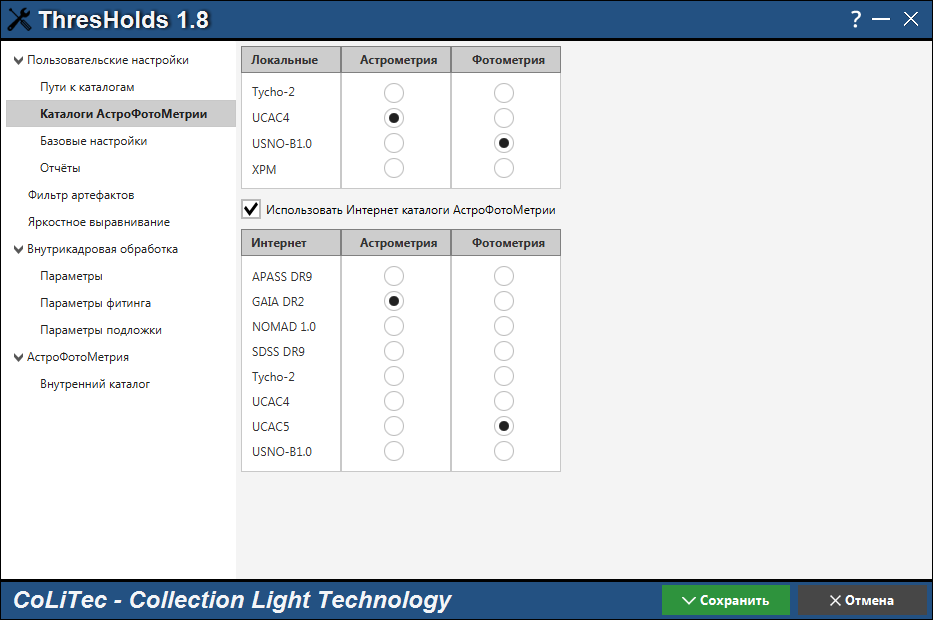 ThresHolds 1.8
?
Пользовательские настройки
Пути к каталогам
Каталоги АстроФотоМетрии
Базовые настройки
Отчёты
Фильтр артефактов
Яркостное выравнивание
Внутрикадровая обработка
Параметры
Параметры фитинга
Параметры подложки
АстроФотоМетрия
Внутренний каталог
Локальные Астрометрия Фотометрия
Tycho-2
UCAC4
USNO-B1.0
XPM
Использовать Интернет каталоги АстроФотоМетрии
Интернет Астрометрия Фотометрия
APASS DR9
GAIA DR2
NOMAD 1.0
SDSS DR9
Tycho-2
UCAC4
UCAC5
USNO-B1.0
CoLiTec - Collection Light Technology
Сохранить
Отмена